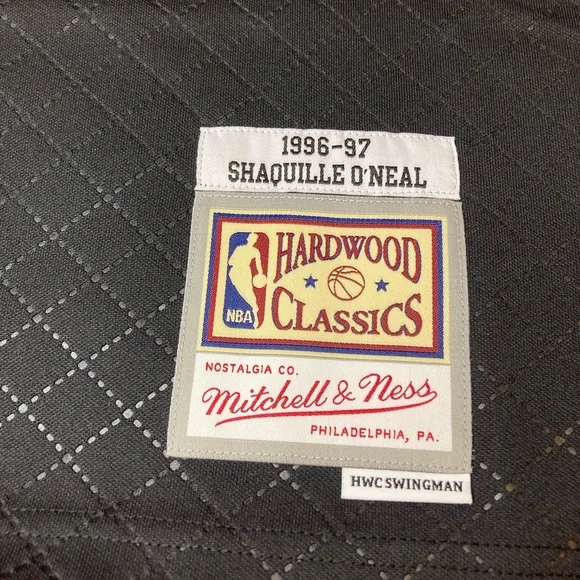 1996-97
SHAQUILLE O'NEAL
HARDWOOD
NBA
CLASSICS
NOSTALGIA CO.
Mitchell & Ness
PHILADELPHIA, PA.
HWC SWINGMAN